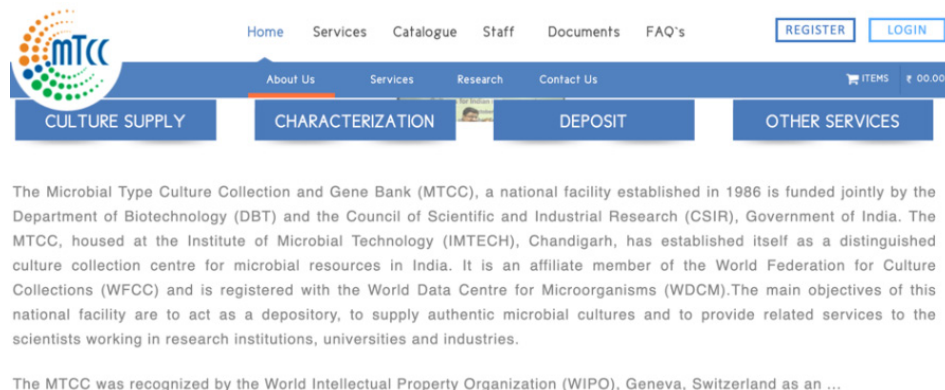 mTCC
Home Services Catalogue Staff Documents FAQ`s REGISTER LOGIN
About Us Services Research Contact Us ITEMS ₹ 00.00
CULTURE SUPPLY CHARACTERIZATION DEPOSIT OTHER SERVICES
The Microbial Type Culture Collection and Gene Bank (MTCC), a national facility established in 1986 is funded jointly by the
Department of Biotechnology (DBT) and the Council of Scientific and Industrial Research (CSIR), Government of India. The
MTCC, housed at the Institute of Microbial Technology (IMTECH), Chandigarh, has established itself as a distinguished
culture collection centre for microbial resources in India. It is an affiliate member of the World Federation for Culture
Collections (WFCC) and is registered with the World Data Centre for Microorganisms (WDCM).The main objectives of this
national facility are to act as a depository, to supply authentic microbial cultures and to provide related services to the
scientists working in research institutions, universities and industries.
The MTCC was recognized by the World Intellectual Property Organization (WIPO), Geneva, Switzerland as an ...